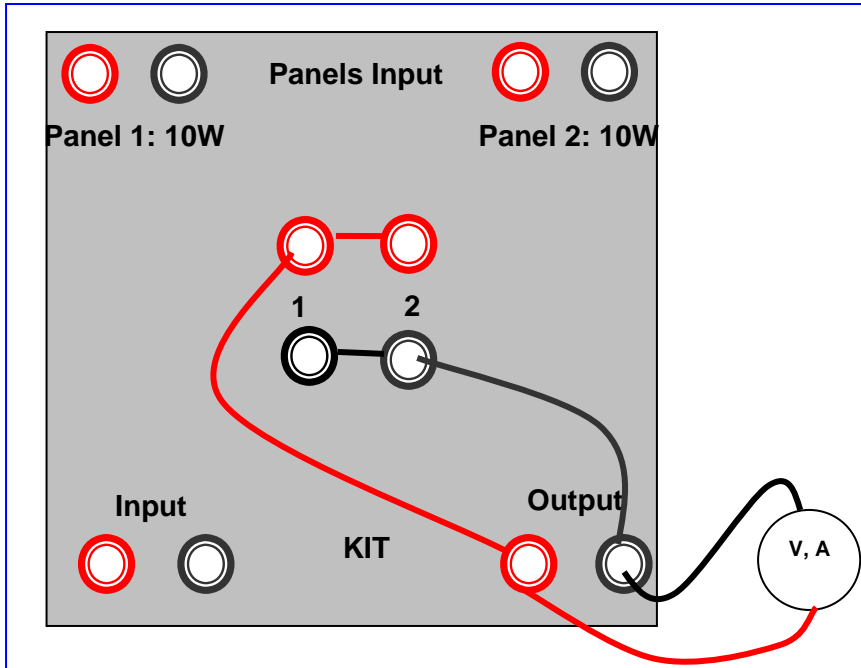 Panels Input
Panel 1: 10W
Panel 2: 10W
1
2
Input
Output
KIT
V, A